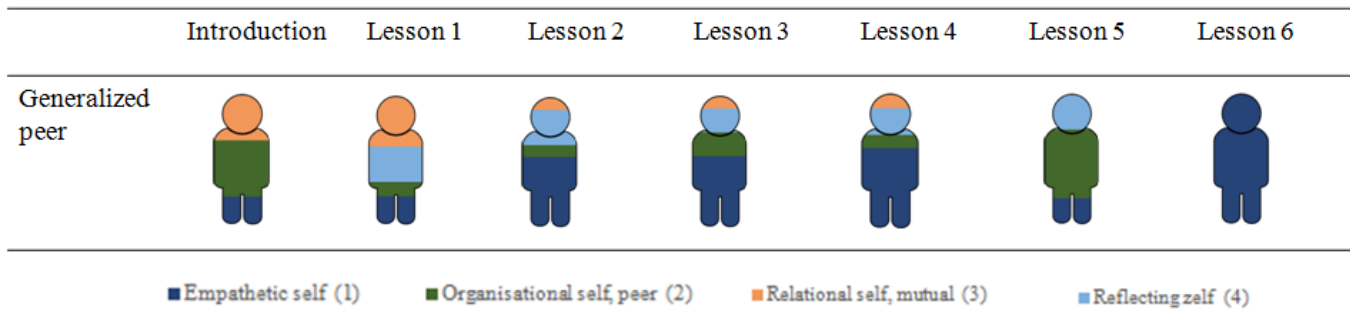 Introduction Lesson 1 Lesson 2 Lesson 3 Lesson 4 Lesson 5 Lesson 6
Generalized
peer
Empathetic self (1) Organisational self, peer (2) Relational self, mutual (3) Reflecting zelf (4)